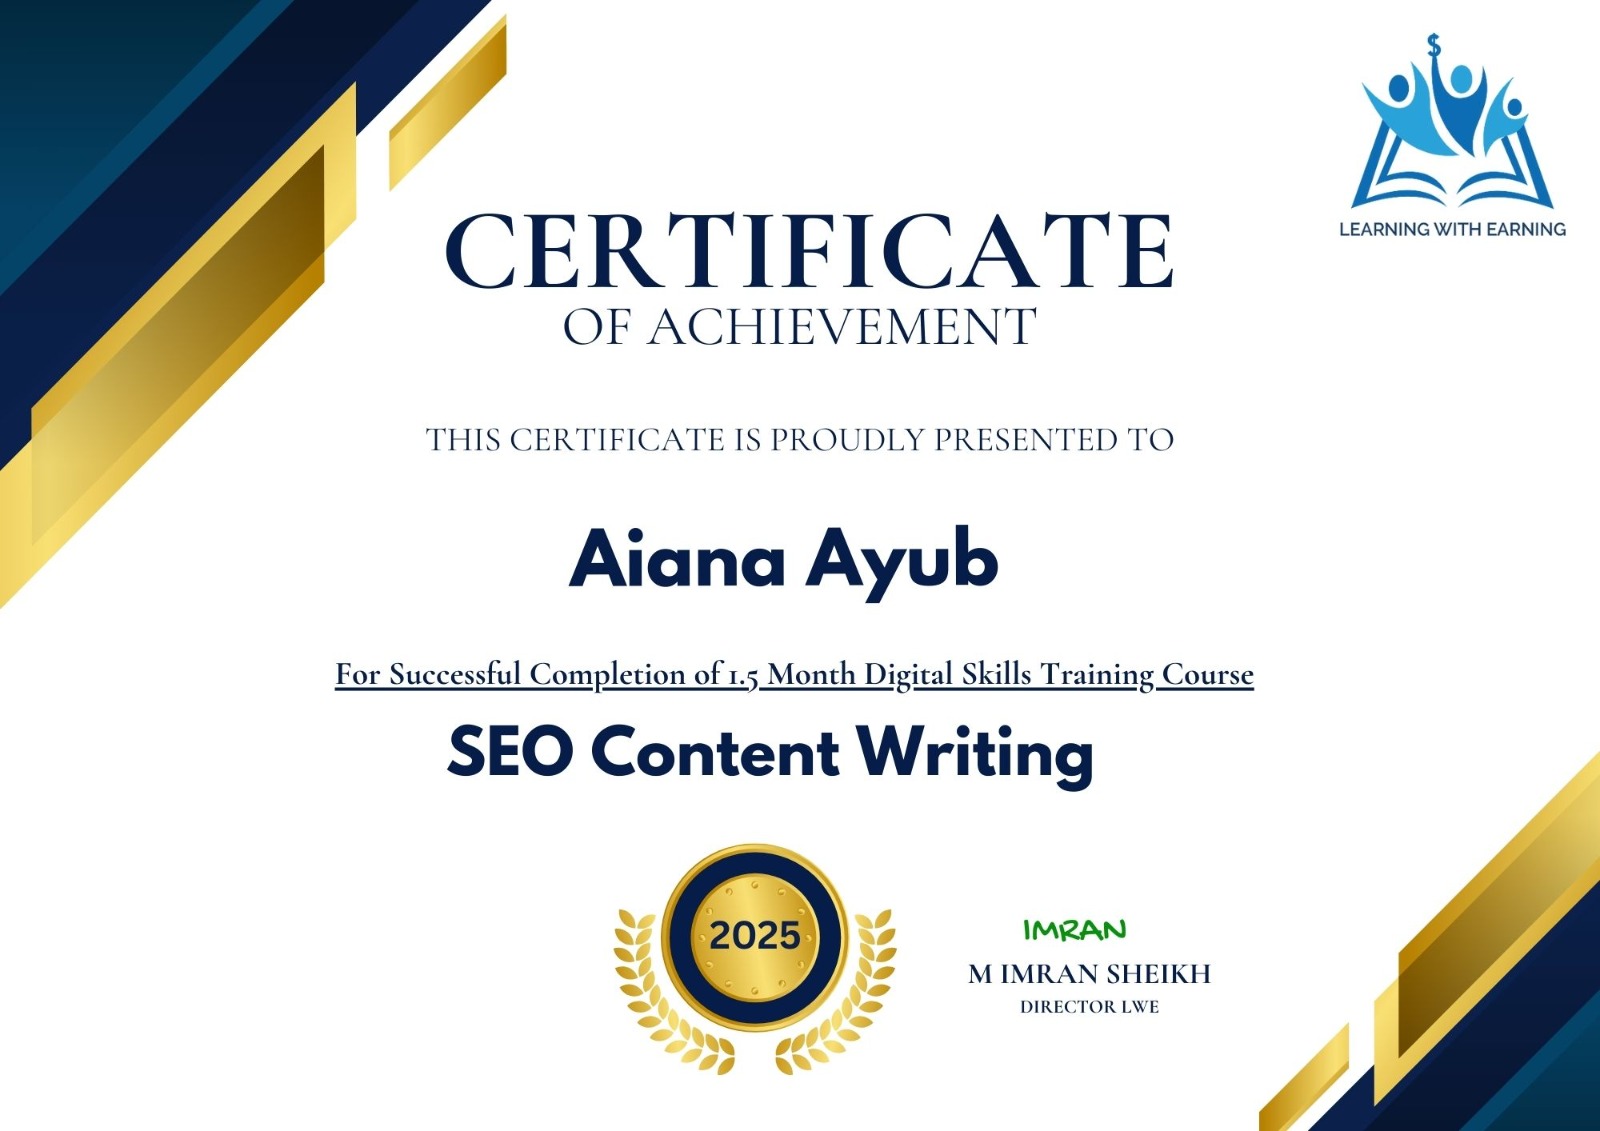 $
LEARNING WITH EARNING
CERTIFICATE
OF ACHIEVEMENT
THIS CERTIFICATE IS PROUDLY PRESENTED TO
Aiana Ayub
For Successful Completion of 1.5 Month Digital Skills Training Course
SEO Content Writing
2025
IMRAN
M IMRAN SHEIKH
DIRECTOR LWE